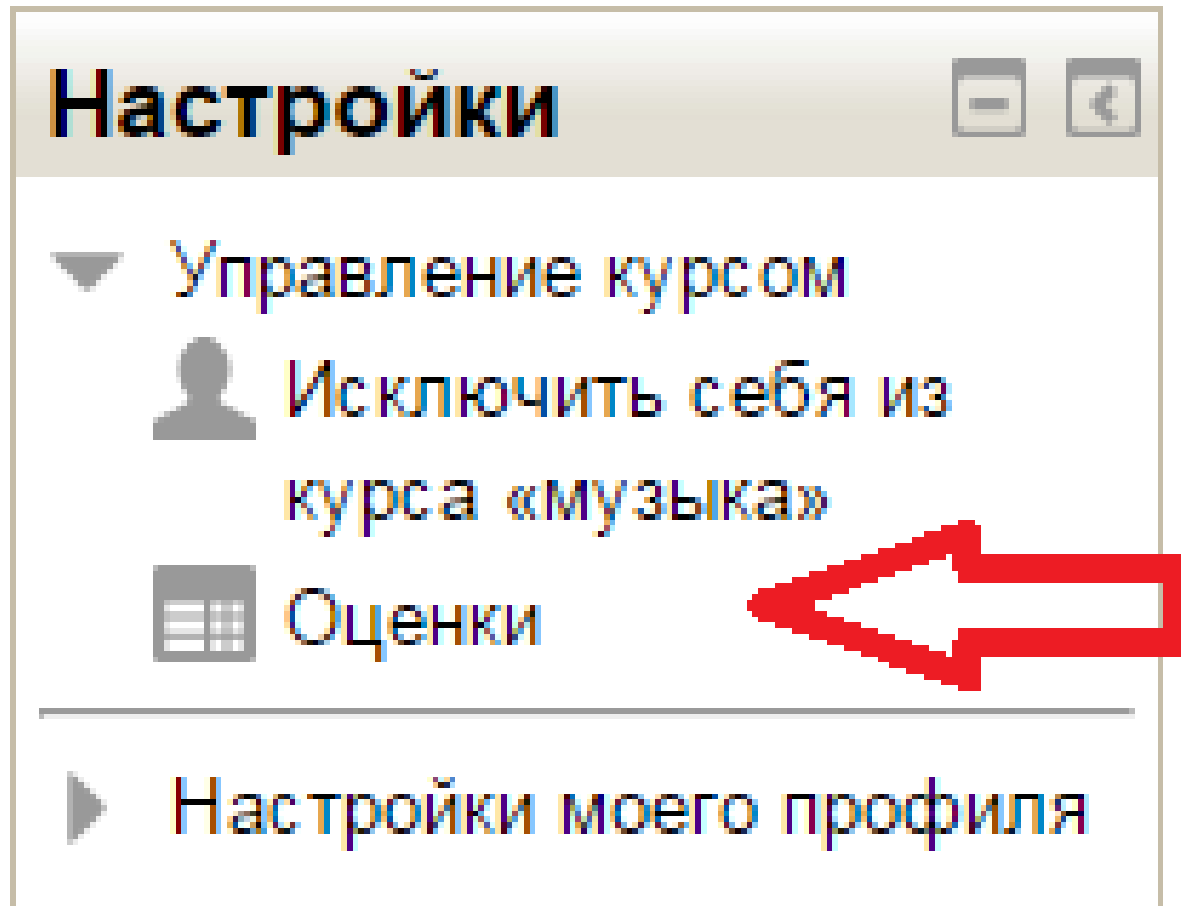 Настройки
Управление курсом
Исключить себя из
курса «музыка»
Оценки
Настройки моего профиля